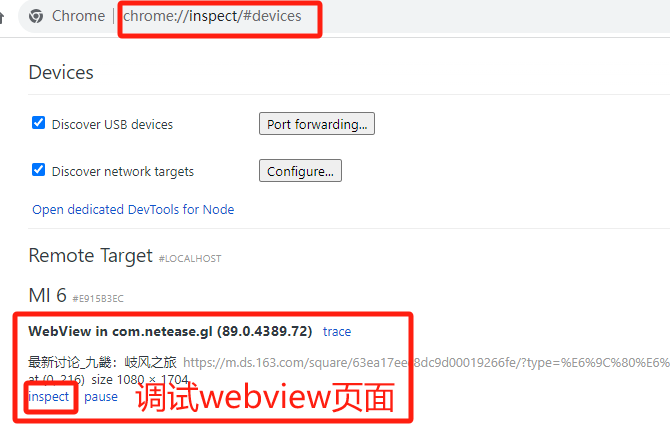 Chrome | chrome://inspect/#devices
Devices
Discover USB devices Port forwarding...
Discover network targets Configure...
Open dedicated DevTools for Node
Remote Target #LOCALHOST
MI 6 #E915B3EC
WebView in com.netease.gl (89.0.4389.72) trace
最新讨论_九畿：岐风之旅 https://m.ds.163.com/square/63ea17ee8dc9d00019266fe/?type=%E6%9C%80%E6%
at (0, 216) size 1080 × 1704
inspect pause
调试webview页面